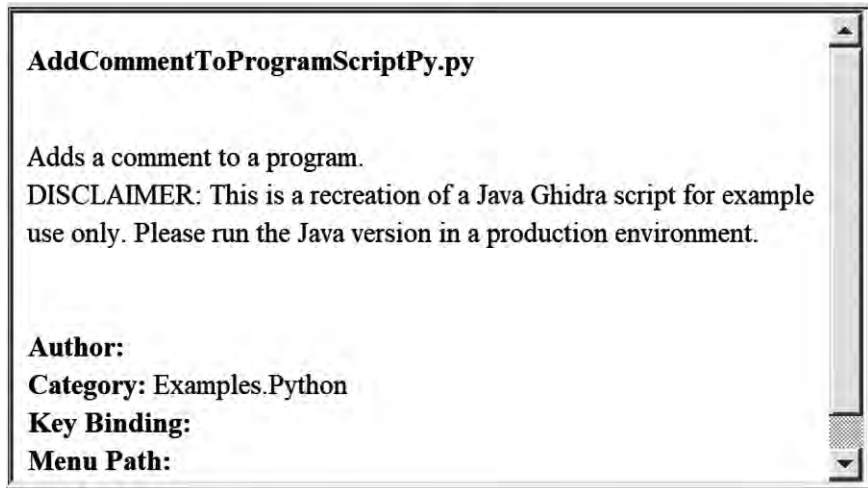 AddCommentToProgramScriptPy.py
Adds a comment to a program.
DISCLAIMER: This is a recreation of a Java Ghidra script for example
use only. Please run the Java version in a production environment.
Author:
Category: Examples.Python
Key Binding:
Menu Path: